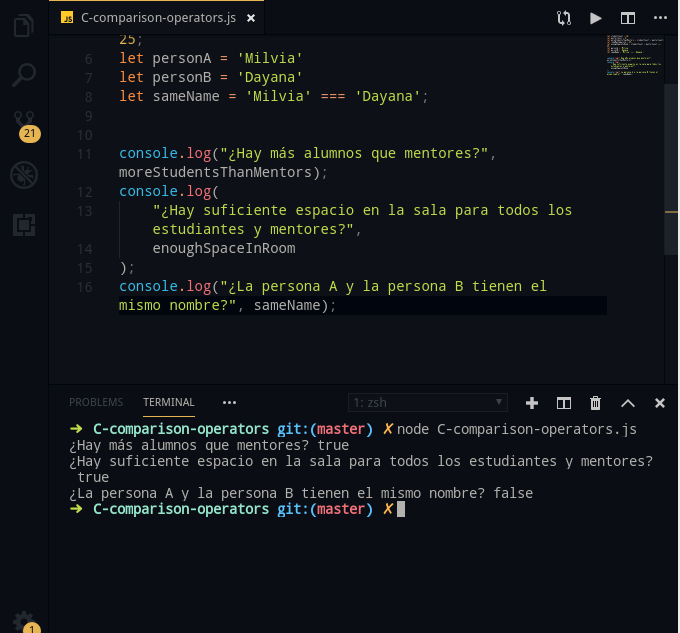 JS C-comparison-operators.js
25;
6 let personA = 'Milvia'
7 let personB = 'Dayana'
8 let sameName = 'Milvia' === 'Dayana';
9
10
11 console.log("¿Hay más alumnos que mentores?",
moreStudentsThanMentors);
12 console.log(
13 "¿Hay suficiente espacio en la sala para todos los
estudiantes y mentores?",
14 enoughSpaceInRoom
15 );
16 console.log("¿La persona A y la persona B tienen el
mismo nombre?", sameName);
21
PROBLEMS TERMINAL ••• 1: zsh
➜ C-comparison-operators git:(master) ✗ node C-comparison-operators.js
¿Hay más alumnos que mentores? true
¿Hay suficiente espacio en la sala para todos los estudiantes y mentores?
true
¿La persona A y la persona B tienen el mismo nombre? false
➜ C-comparison-operators git:(master) ✗
1